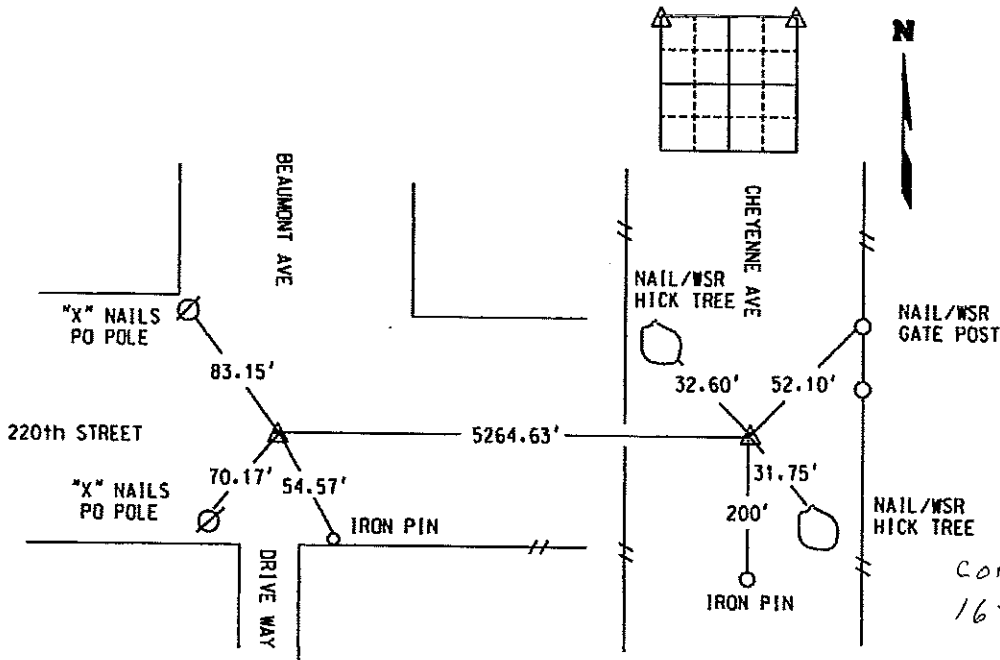 N
BEAUMONT AVE
CHEYENNE AVE
"X" NAILS
PO POLE
NAIL/WSR
HICK TREE
NAIL/WSR
GATE POST
83.15'
32.60'
52.10'
220th STREET
5264.63'
70.17'
54.57'
31.75'
200'
"X" NAILS
PO POLE
IRON PIN
NAIL/WSR
HICK TREE
DRIVE WAY
IRON PIN